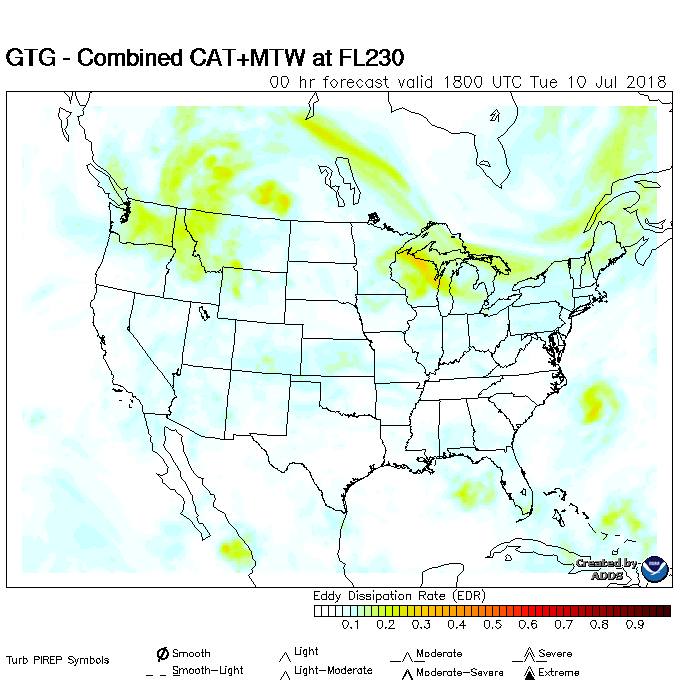 GTG - Combined CAT+MTW at FL230
00 hr forecast valid 1800 UTC Tue 10 Jul 2018
Created by
ADDS
Eddy Dissipation Rate (EDR)
0.1 0.2 0.3 0.4 0.5 0.6 0.7 0.8 0.9
Turb PIREP Symbols
Smooth Light Moderate Severe
Smooth-Light Light-Moderate Moderate-Severe Extreme